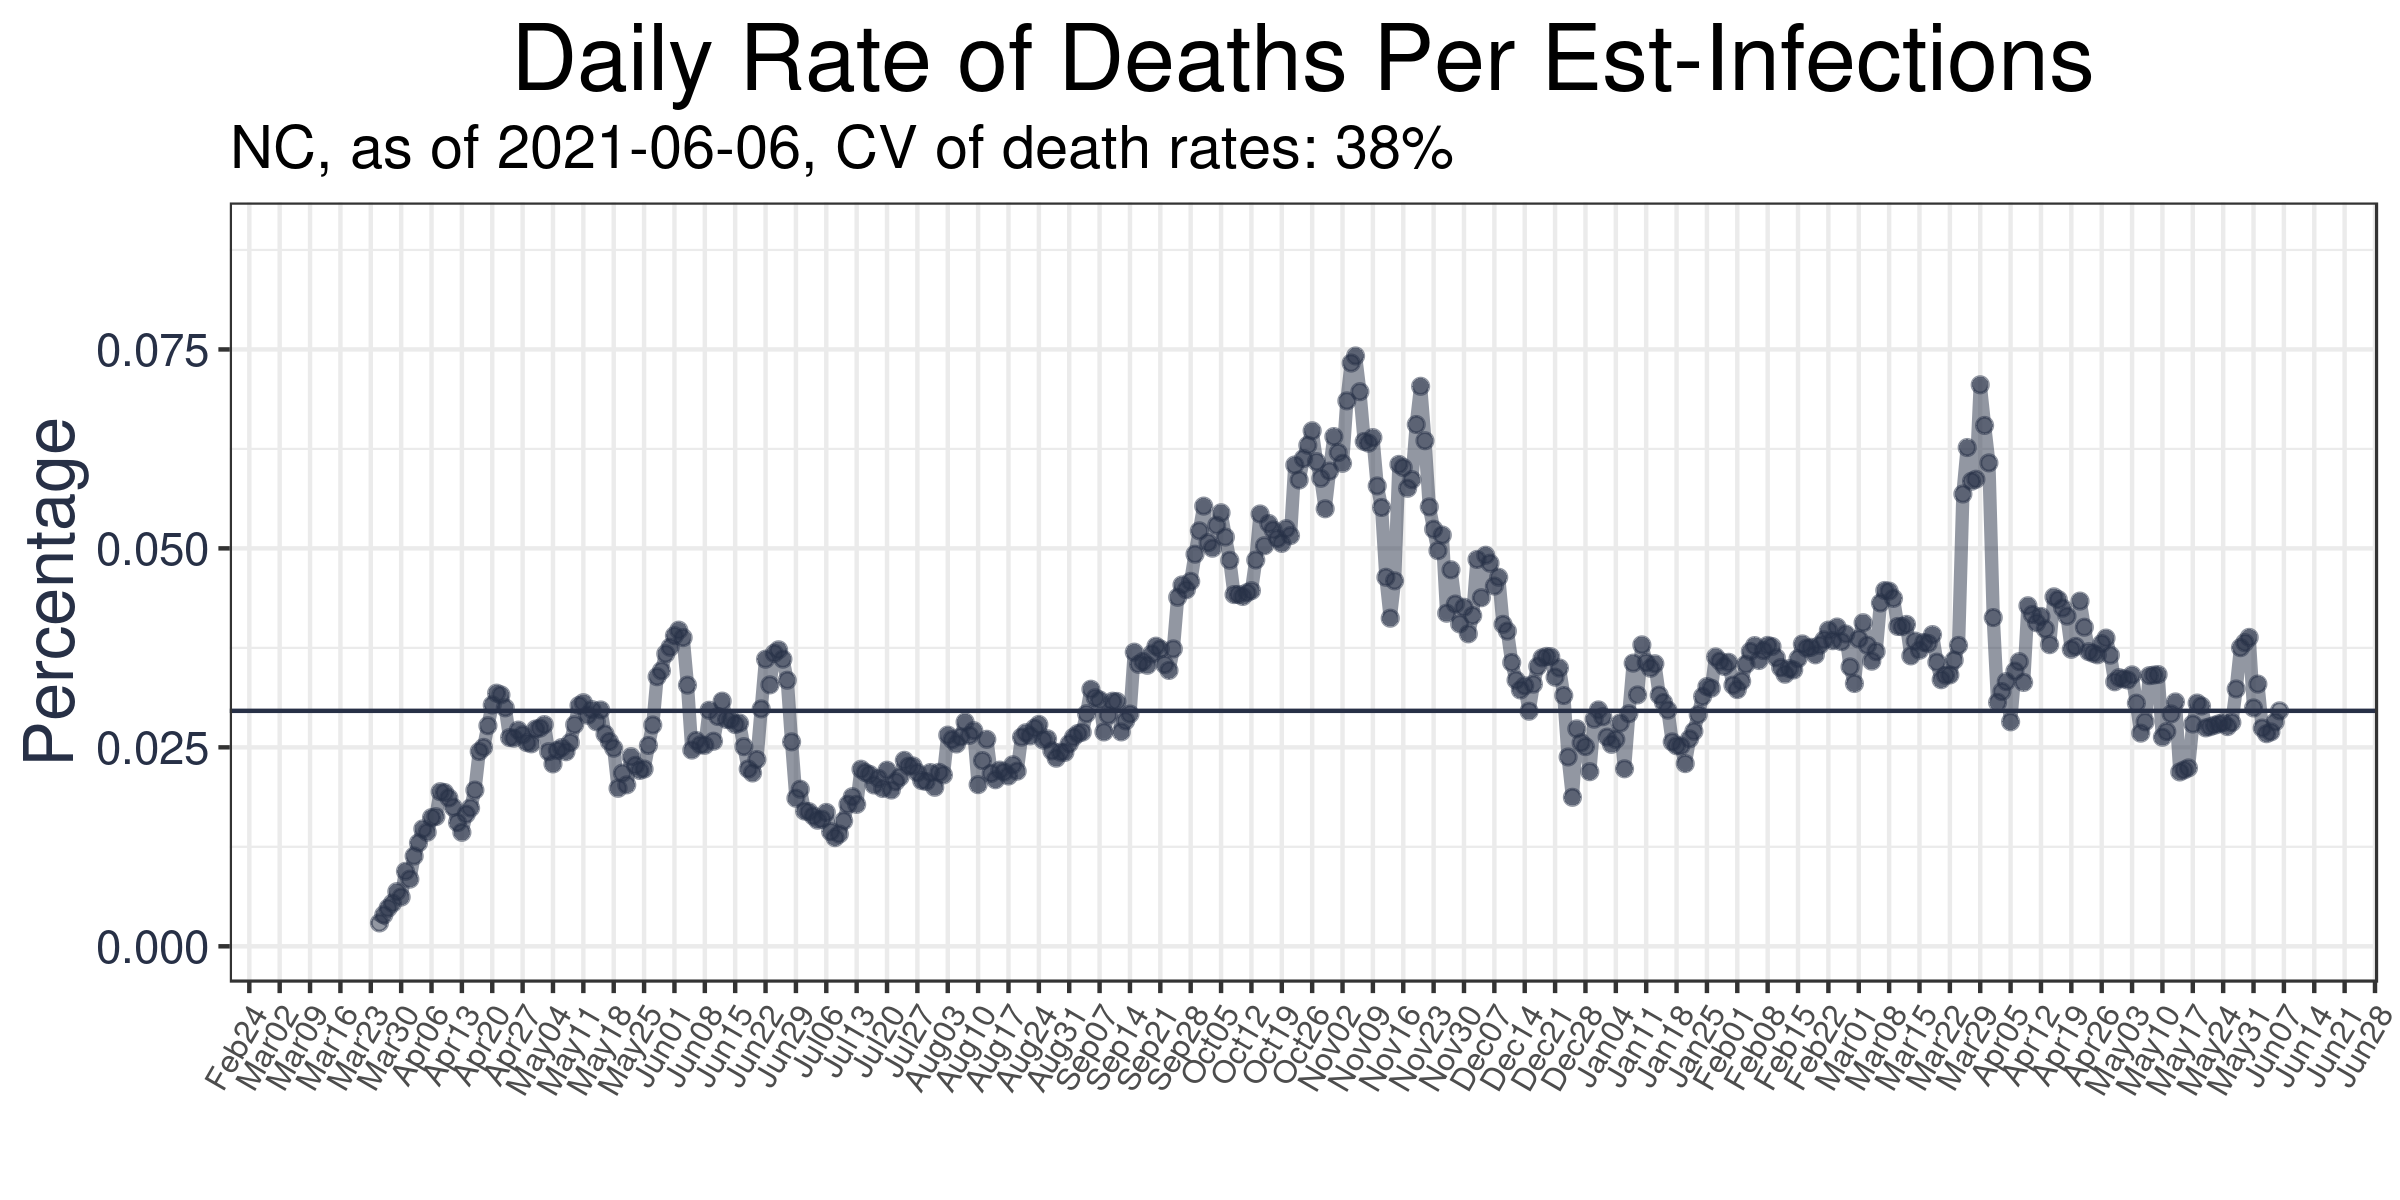 Daily Rate of Deaths Per Est-Infections
NC, as of 2021-06-06, CV of death rates: 38%
Percentage
0.075
0.050
0.025
0.000
Feb24
Mar02
Mar09
Mar16
Mar23
Mar30
Apr06
Apr13
Apr20
Apr27
May04
May11
May18
May25
Jun01
Jun08
Jun15
Jun22
Jun29
Jul06
Jul13
Jul20
Jul27
Aug03
Aug10
Aug17
Aug24
Aug31
Sep07
Sep14
Sep21
Sep28
Oct05
Oct12
Oct19
Oct26
Nov02
Nov09
Nov16
Nov23
Nov30
Dec07
Dec14
Dec21
Dec28
Jan04
Jan11
Jan18
Jan25
Feb01
Feb08
Feb15
Feb22
Mar01
Mar08
Mar15
Mar22
Mar29
Apr05
Apr12
Apr19
Apr26
May03
May10
May17
May24
May31
Jun07
Jun14
Jun21
Jun28